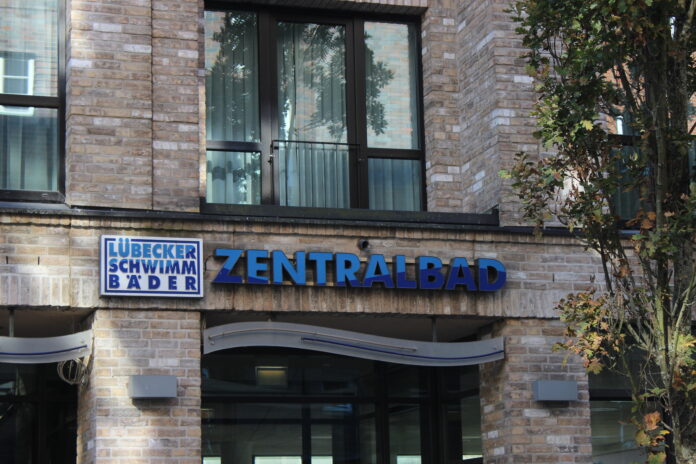 LÜBECKER
SCHWIMM
BÄDER
ZENTRALBAD